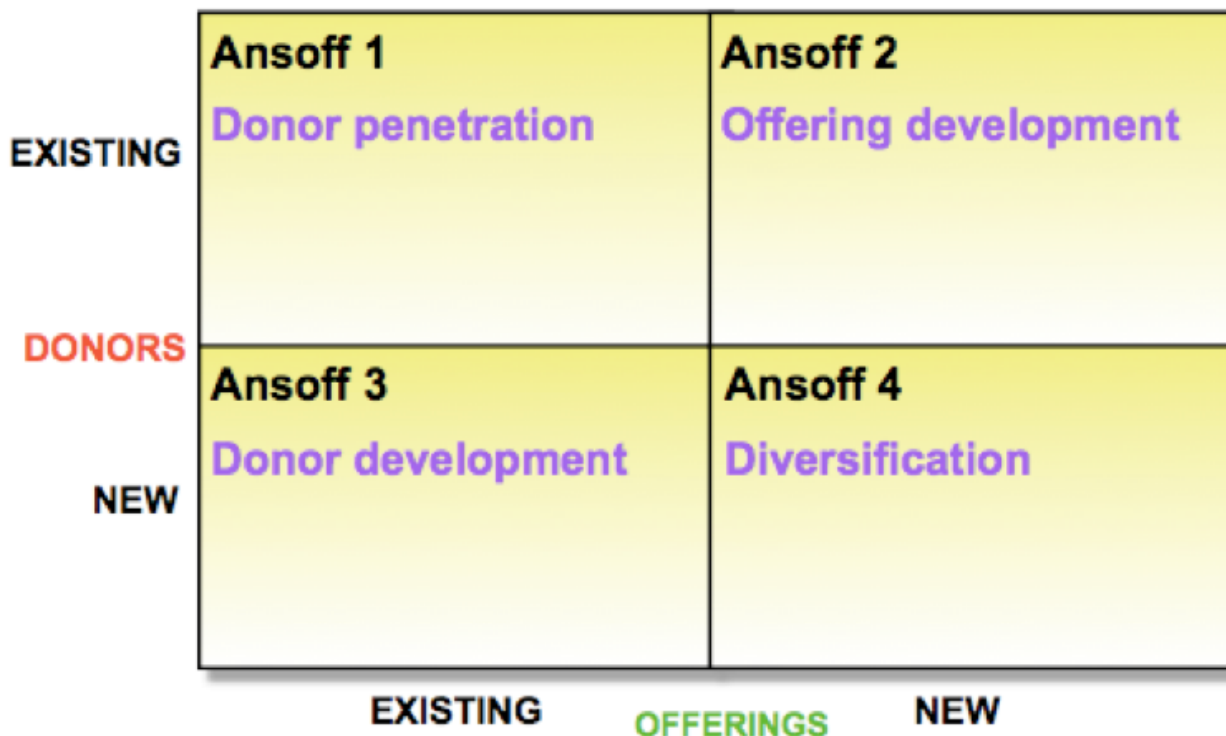 Ansoff 1
Ansoff 2
Donor penetration
Offering development
EXISTING
DONORS
Ansoff 3
Ansoff 4
Donor development
Diversification
NEW
EXISTING
NEW
OFFERINGS